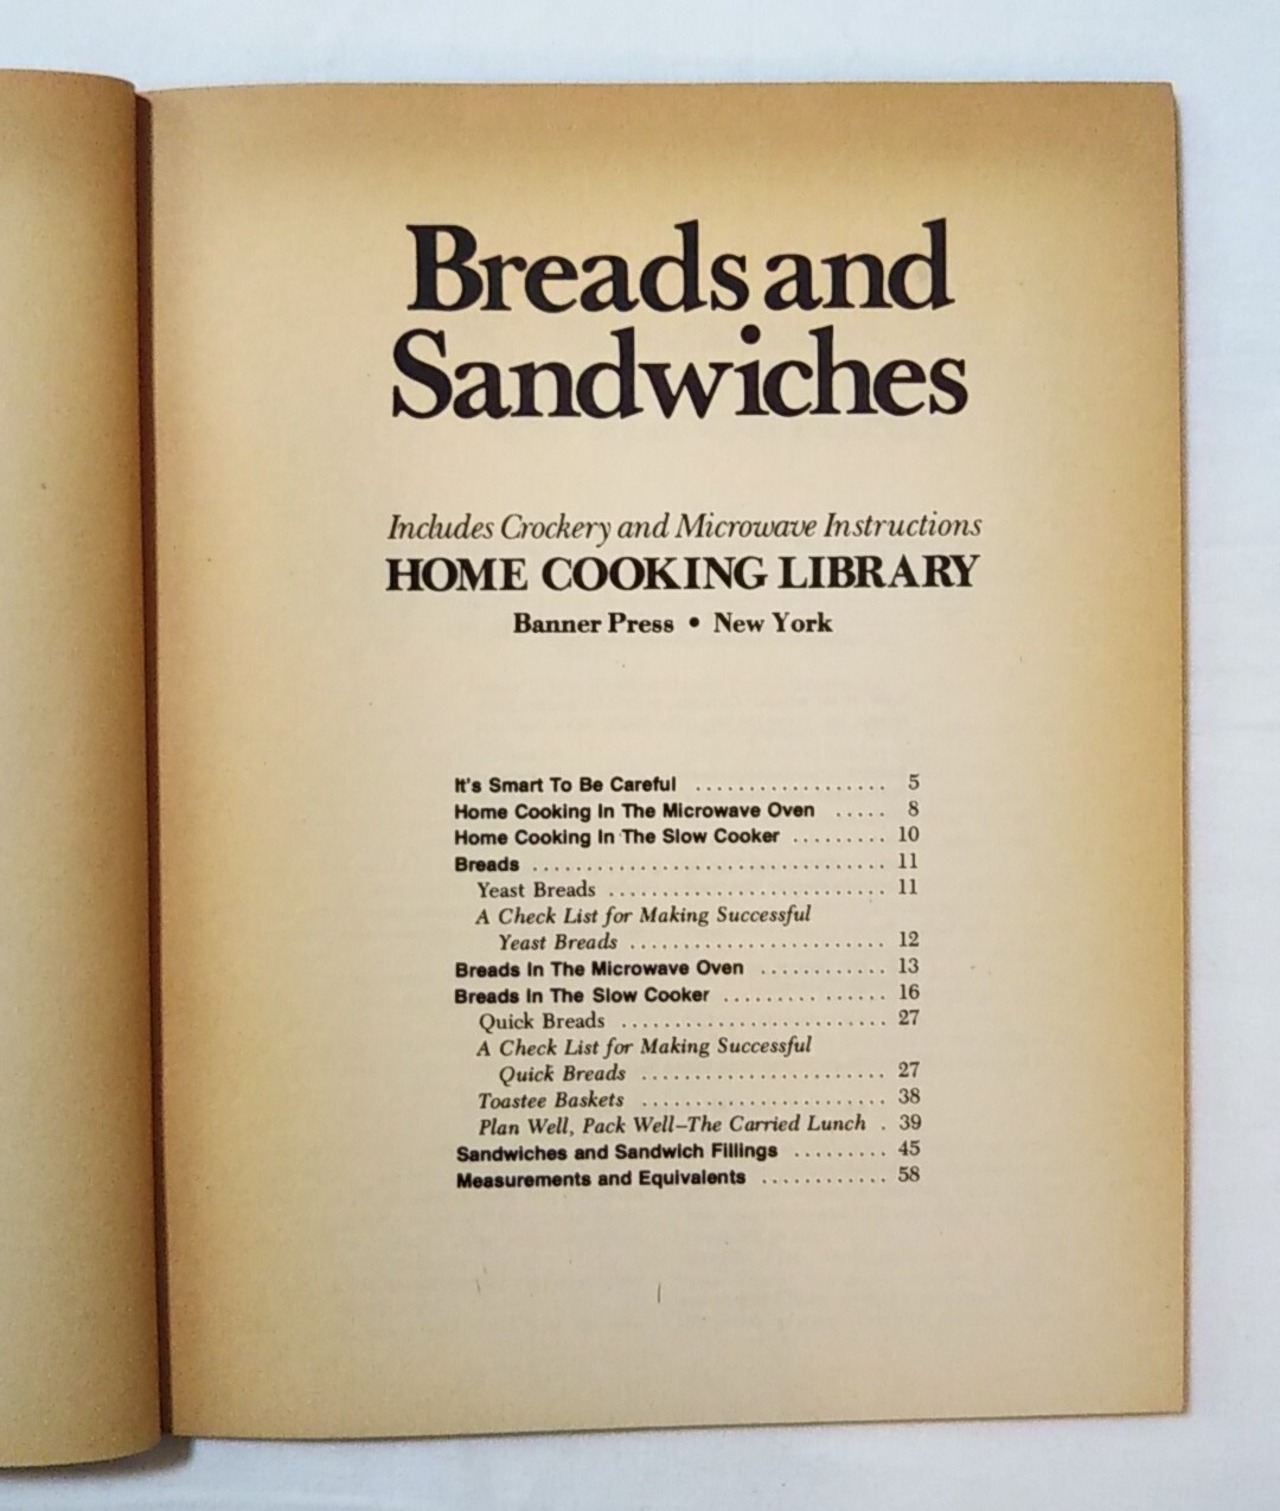 Breads and
Sandwiches
Includes Crockery and Microwave Instructions
HOME COOKING LIBRARY
Banner Press • New York
It's Smart To Be Careful .................. 5
Home Cooking In The Microwave Oven ..... 8
Home Cooking In The Slow Cooker ......... 10
Breads ................................. 11
Yeast Breads .......................... 11
A Check List for Making Successful
Yeast Breads ........................ 12
Breads In The Microwave Oven ............ 13
Breads In The Slow Cooker ................ 16
Quick Breads ......................... 27
A Check List for Making Successful
Quick Breads ....................... 27
Toastee Baskets ....................... 38
Plan Well, Pack Well–The Carried Lunch . 39
Sandwiches and Sandwich Fillings ......... 45
Measurements and Equivalents ............ 58